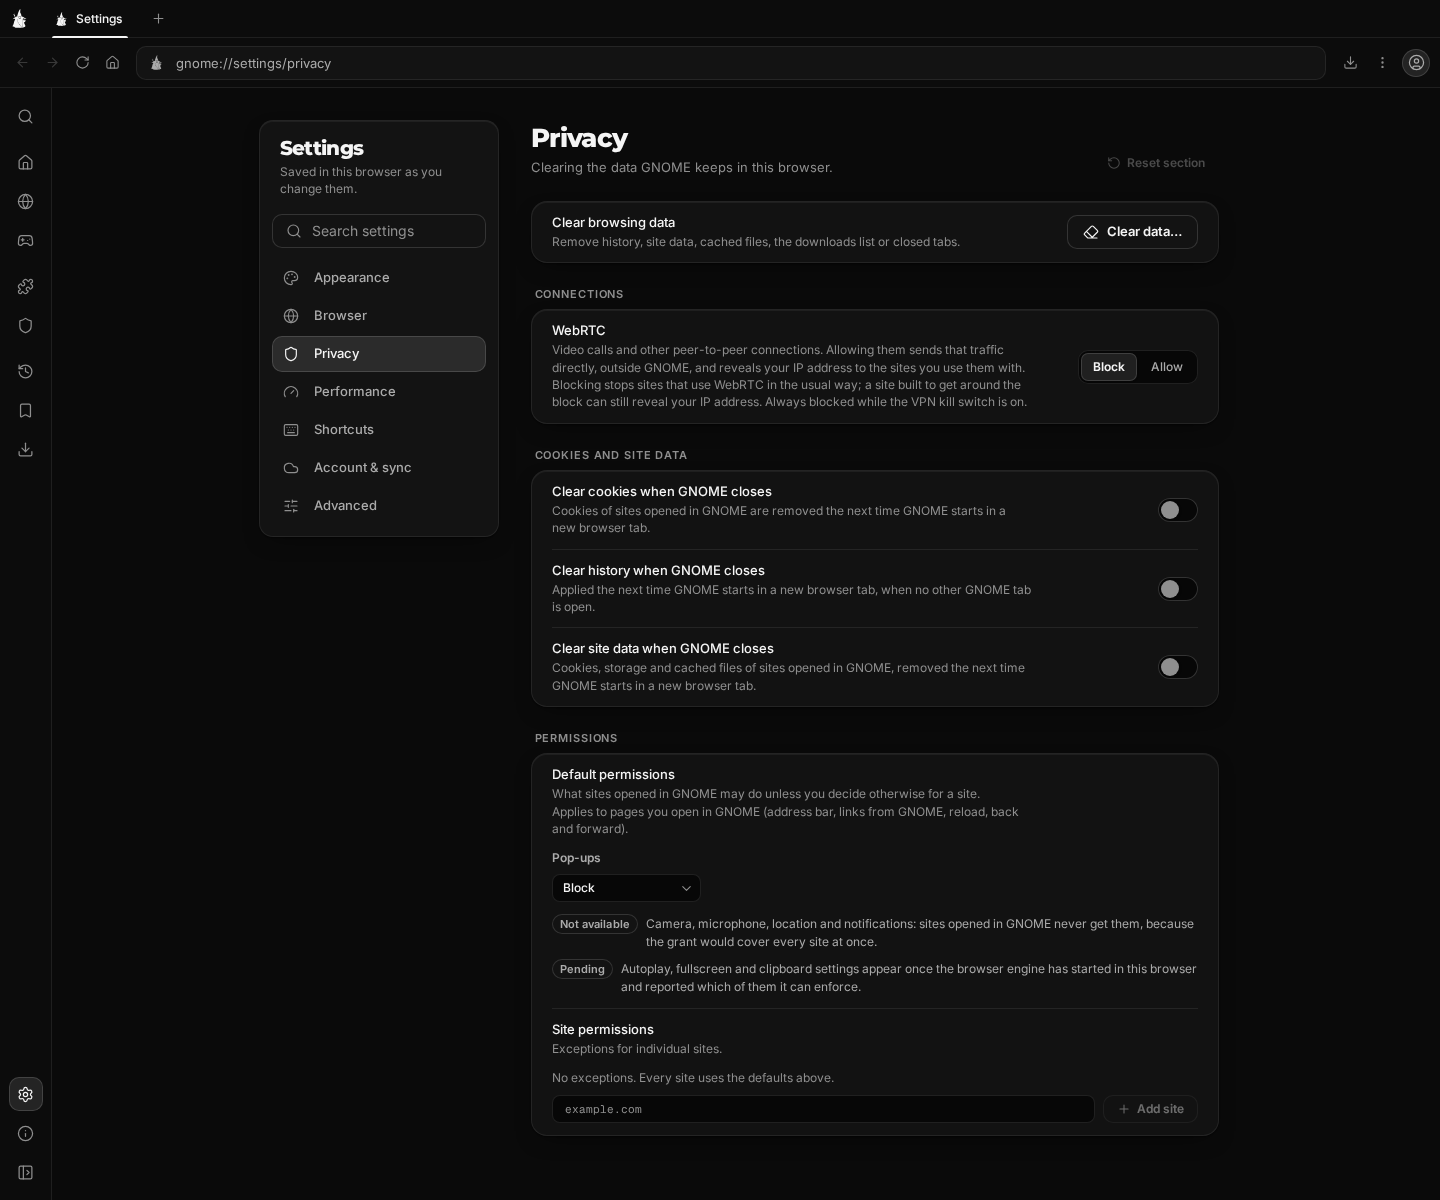 Settings
gnome://settings/privacy
Settings
Saved in this browser as you
change them.
Search settings
Appearance
Browser
Privacy
Performance
Shortcuts
Account & sync
Advanced
Privacy
Clearing the data GNOME keeps in this browser.
Reset section
Clear browsing data
Remove history, site data, cached files, the downloads list or closed tabs.
Clear data...
CONNECTIONS
WebRTC
Video calls and other peer-to-peer connections. Allowing them sends that traffic
directly, outside GNOME, and reveals your IP address to the sites you use them with.
Blocking stops sites that use WebRTC in the usual way; a site built to get around the
block can still reveal your IP address. Always blocked while the VPN kill switch is on.
Block
Allow
COOKIES AND SITE DATA
Clear cookies when GNOME closes
Cookies of sites opened in GNOME are removed the next time GNOME starts in a
new browser tab.
Clear history when GNOME closes
Applied the next time GNOME starts in a new browser tab, when no other GNOME tab
is open.
Clear site data when GNOME closes
Cookies, storage and cached files of sites opened in GNOME, removed the next time
GNOME starts in a new browser tab.
PERMISSIONS
Default permissions
What sites opened in GNOME may do unless you decide otherwise for a site.
Applies to pages you open in GNOME (address bar, links from GNOME, reload, back
and forward).
Pop-ups
Block
Not available
Camera, microphone, location and notifications: sites opened in GNOME never get them, because
the grant would cover every site at once.
Pending
Autoplay, fullscreen and clipboard settings appear once the browser engine has started in this browser
and reported which of them it can enforce.
Site permissions
Exceptions for individual sites.
No exceptions. Every site uses the defaults above.
example.com
Add site